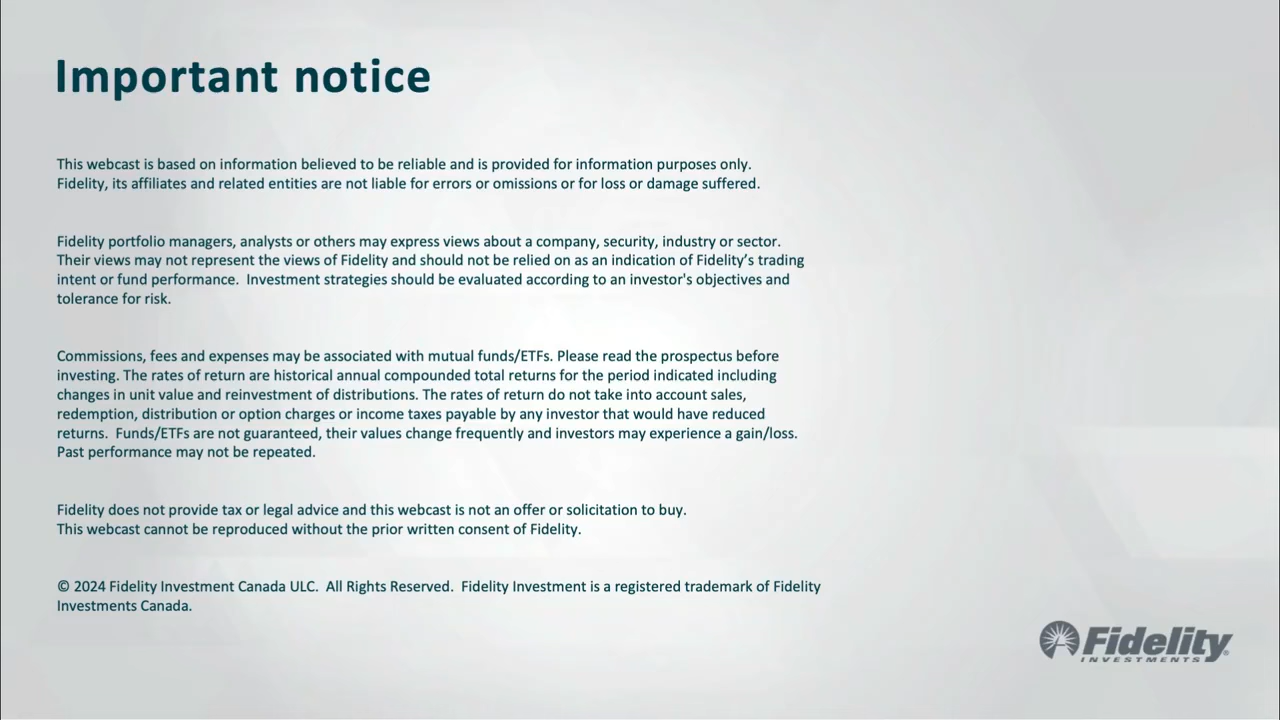 Important notice
This webcast is based on information believed to be reliable and is provided for information purposes only.
Fidelity, its affiliates and related entities are not liable for errors or omissions or for loss or damage suffered.
Fidelity portfolio managers, analysts or others may express views about a company, security, industry or sector.
Their views may not represent the views of Fidelity and should not be relied on as an indication of Fidelity’s trading
intent or fund performance.  Investment strategies should be evaluated according to an investor's objectives and
tolerance for risk.
Commissions, fees and expenses may be associated with mutual funds/ETFs. Please read the prospectus before
investing. The rates of return are historical annual compounded total returns for the period indicated including
changes in unit value and reinvestment of distributions. The rates of return do not take into account sales,
redemption, distribution or option charges or income taxes payable by any investor that would have reduced
returns.  Funds/ETFs are not guaranteed, their values change frequently and investors may experience a gain/loss.
Past performance may not be repeated.
Fidelity does not provide tax or legal advice and this webcast is not an offer or solicitation to buy.
This webcast cannot be reproduced without the prior written consent of Fidelity.
© 2024 Fidelity Investment Canada ULC.  All Rights Reserved.  Fidelity Investment is a registered trademark of Fidelity
Investments Canada.
Fidelity®
INVESTMENTS